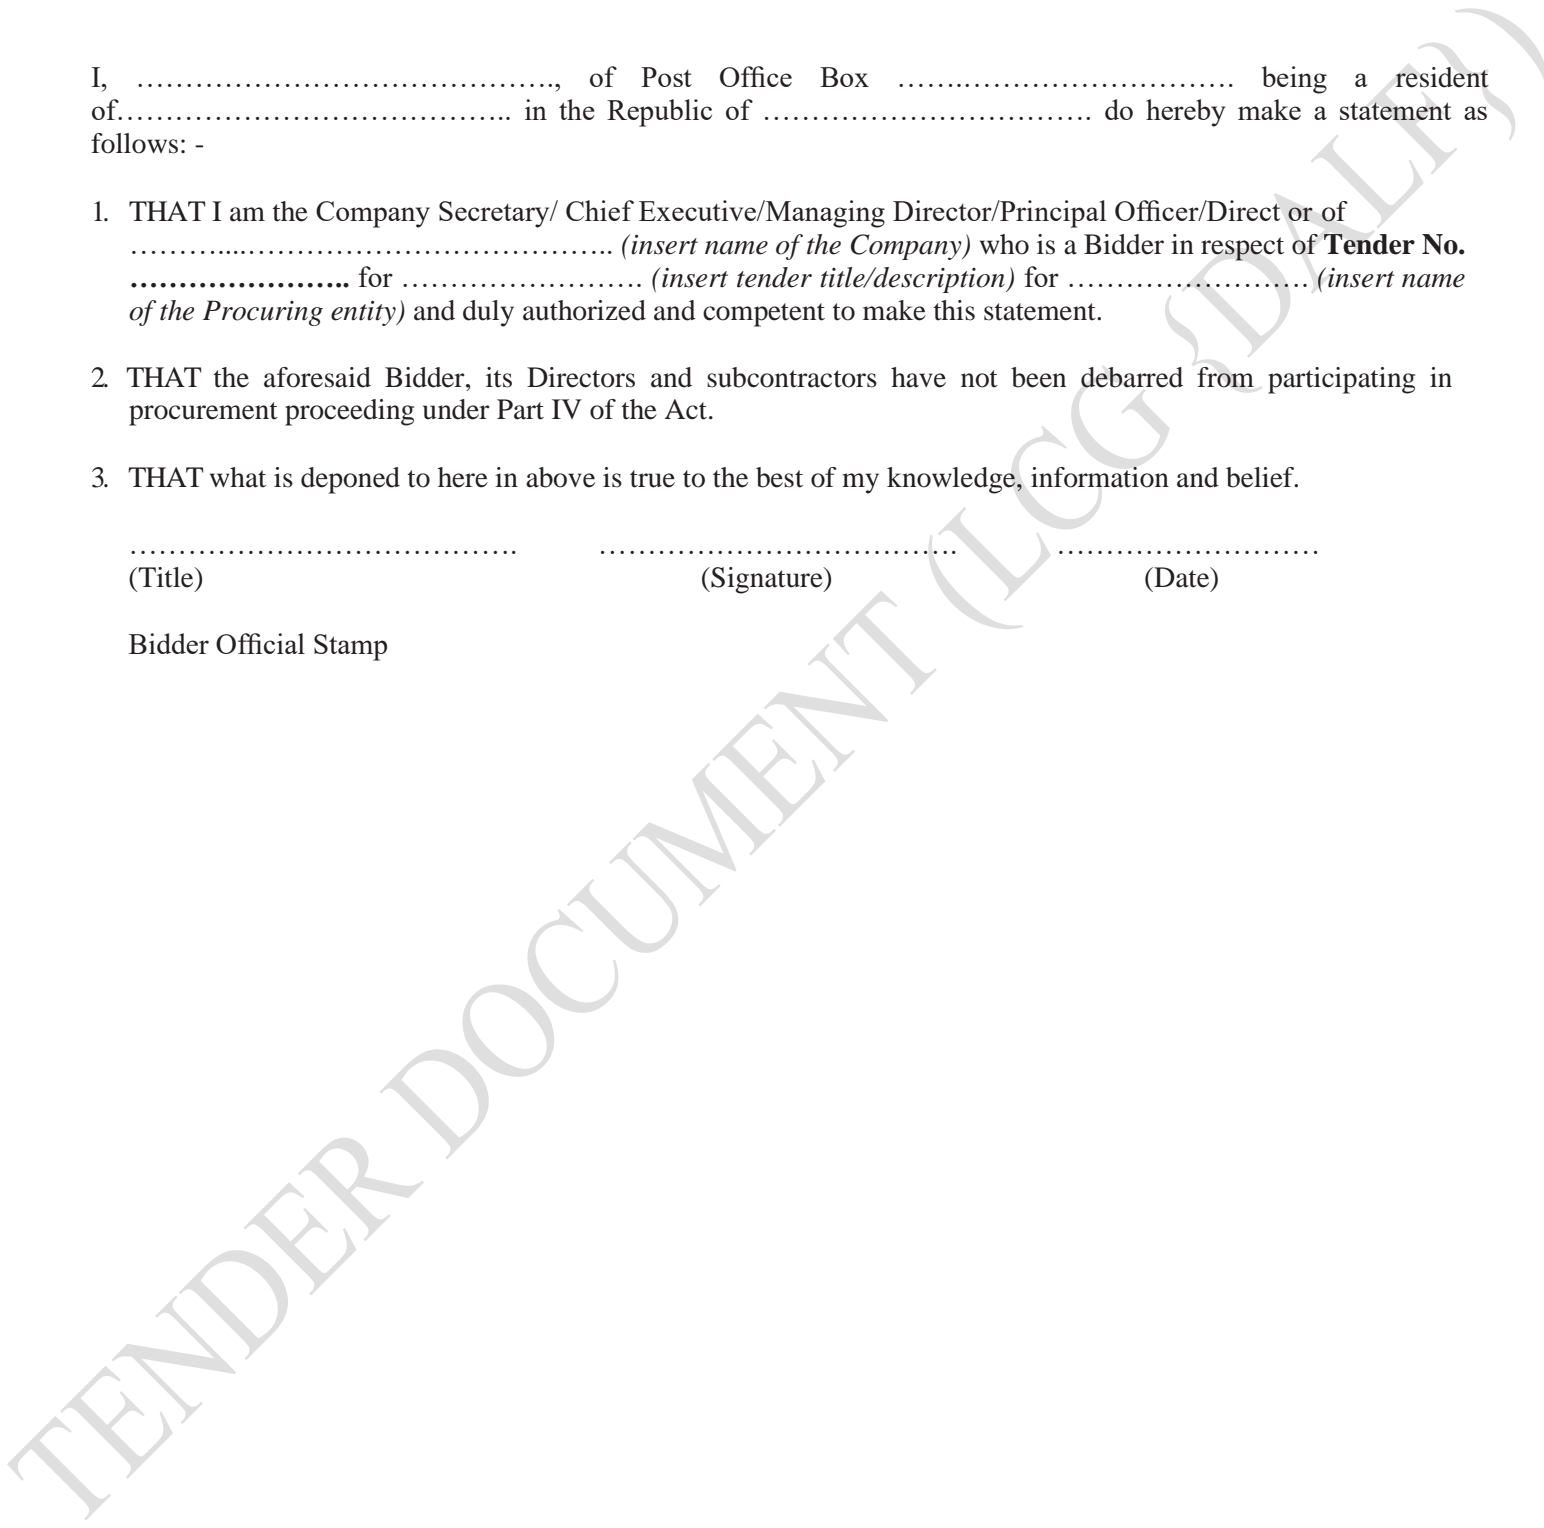 I, ……………………………………., of Post Office Box …….………………………. being a resident
of………………………………….. in the Republic of ……………………………. do hereby make a statement as
follows: -
1. THAT I am the Company Secretary/ Chief Executive/Managing Director/Principal Officer/Direct or of
………....……………………………….. (insert name of the Company) who is a Bidder in respect of Tender No.
………………….. for ……………………. (insert tender title/description) for ……………………. (insert name
of the Procuring entity) and duly authorized and competent to make this statement.
2. THAT the aforesaid Bidder, its Directors and subcontractors have not been debarred from participating in
procurement proceeding under Part IV of the Act.
3. THAT what is deponed to here in above is true to the best of my knowledge, information and belief.
…………………………………. ………………………………. ………………………
(Title) (Signature) (Date)
Bidder Official Stamp
TENDER DOCUMENT (LCG {DALF})